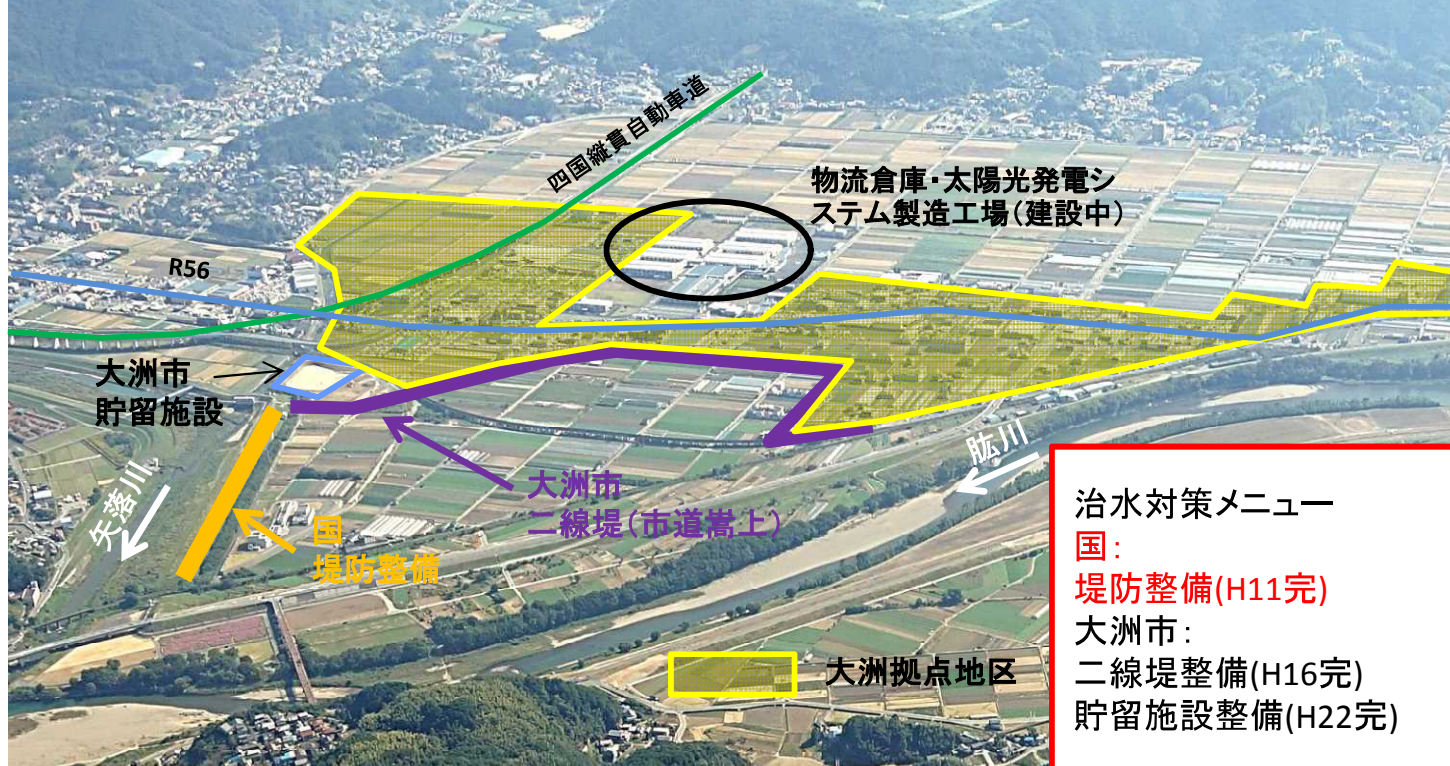 四国縦貫自動車道
物流倉庫・太陽光発電シ
ステム製造工場(建設中)
R56
大洲市
貯留施設
大洲市
二線堤(市道嵩上)
肱川
矢落川
国
堤防整備
大洲拠点地区
治水対策メニュー
国:
堤防整備(H11完)
大洲市:
二線堤整備(H16完)
貯留施設整備(H22完)